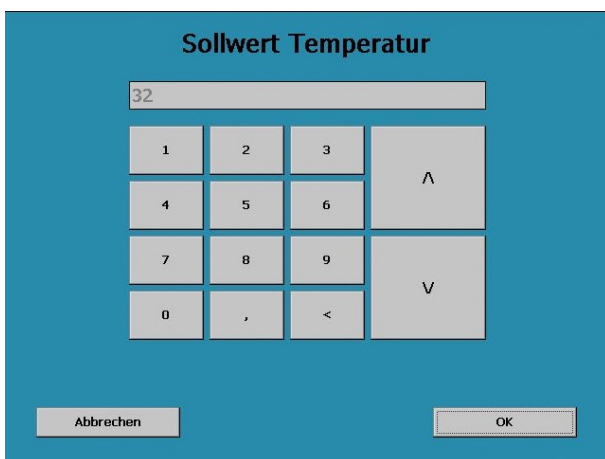 Sollwert Temperatur
32
1 2 3 Λ
4 5 6
7 8 9 V
0 , <
Abbrechen OK